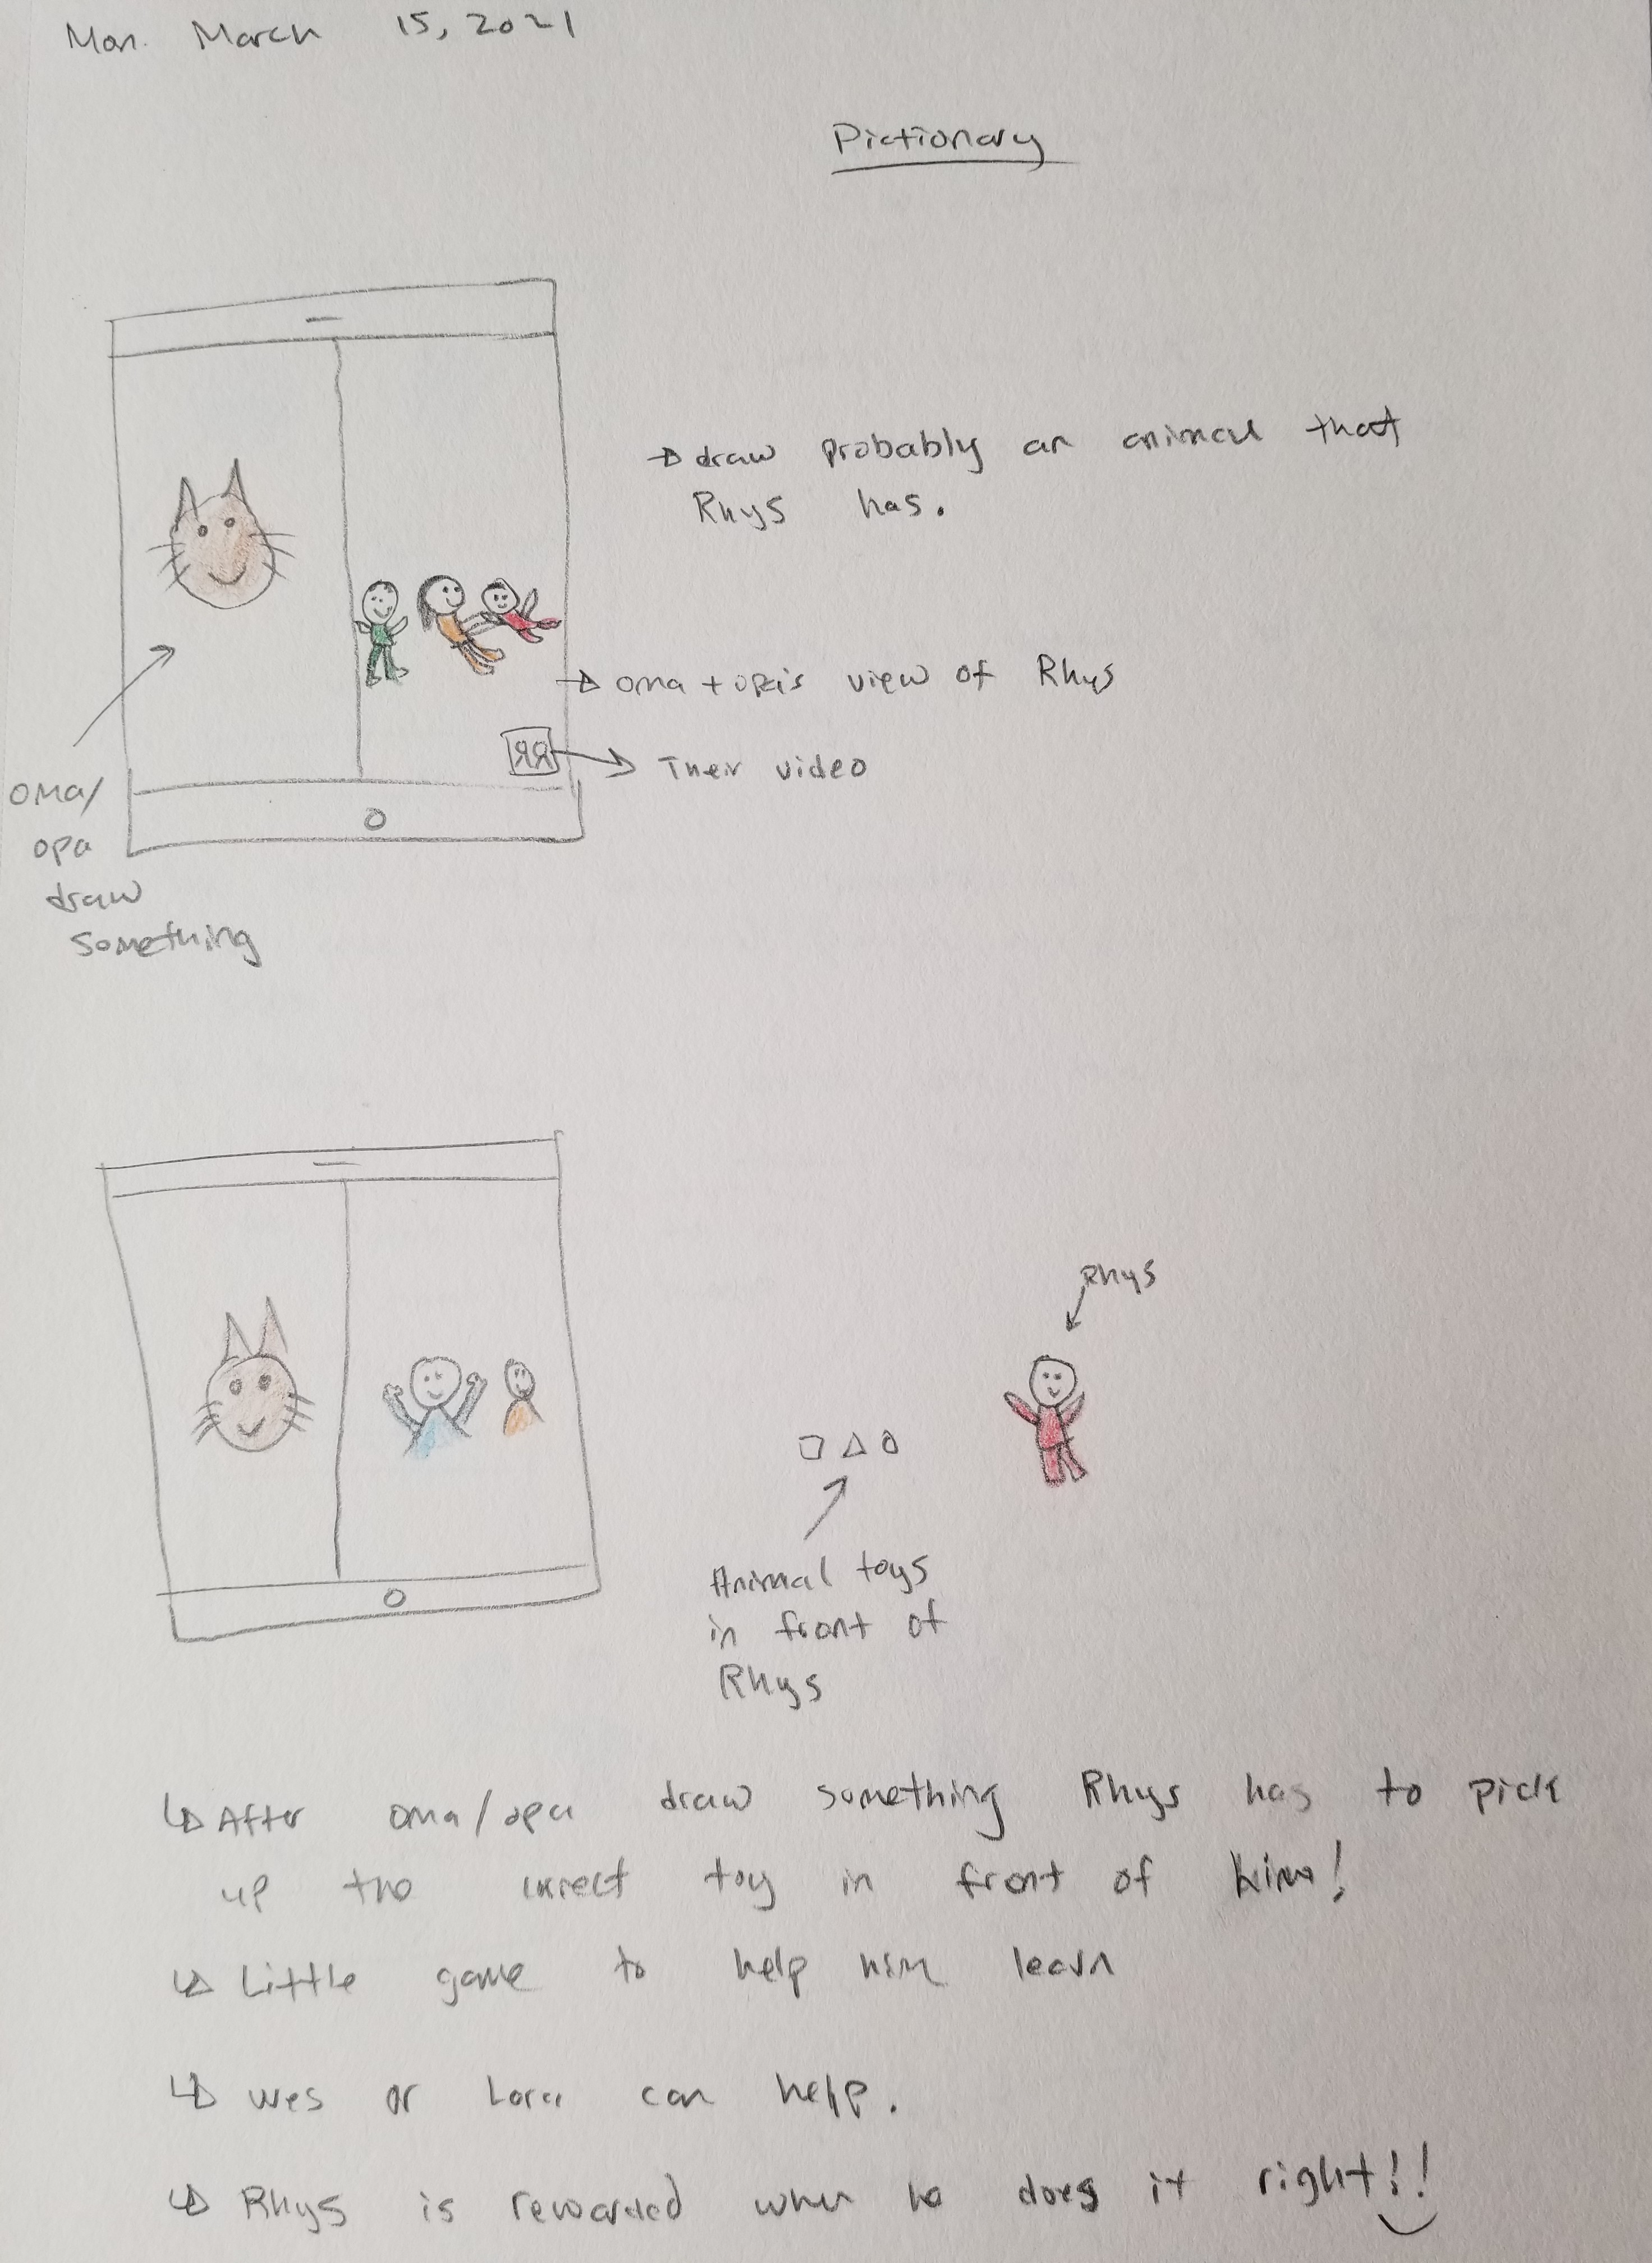 Mon. March 15, 2021
Pictionary
→ draw probably an animal that
Rhys has.
→ oma + opa's view of Rhys
Their video
oma/
opa
draw
something
Rhys
Animal toys
in front of
Rhys
↳ After oma/opa draw something Rhys has to pick
up the correct toy in front of him!
↳ Little game to help him learn
↳ Wes or Lora can help.
↳ Rhys is rewarded when he does it right!!